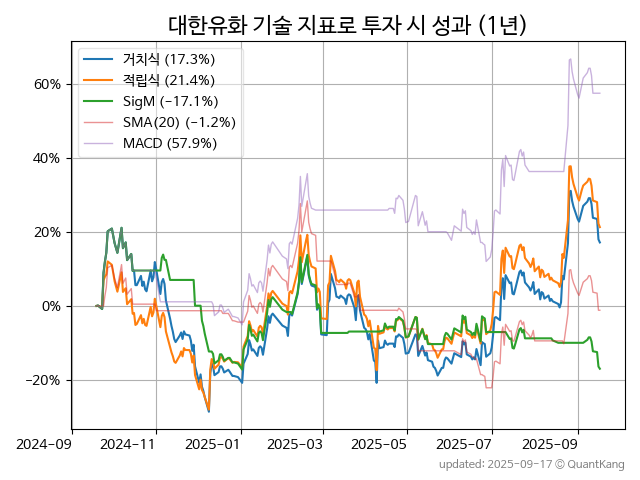 대한유화 기술 지표로 투자 시 성과 (1년)
거치식 (17.3%)
적립식 (21.4%)
SigM (−17.1%)
SMA(20) (−1.2%)
MACD (57.9%)
60%
40%
20%
0%
−20%
2024-09 2024-11 2025-01 2025-03 2025-05 2025-07 2025-09
updated: 2025-09-17 © QuantKang